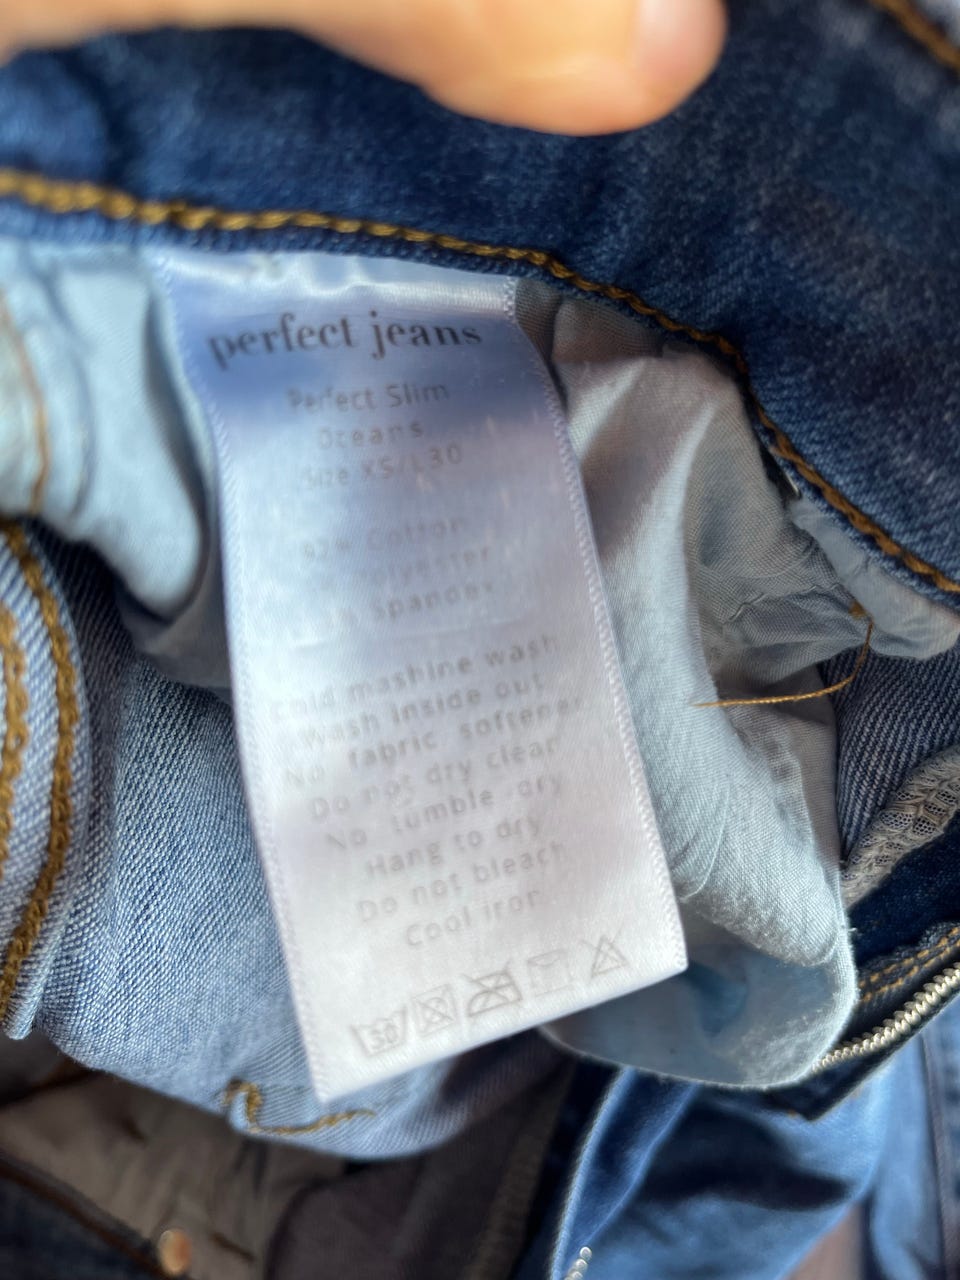 perfect jeans
Perfect Slim
Oceans
Size XS/L30
92% Cotton
Polyester
Spandex
Cold mashine wash
Wash inside out
No fabric softener
Do not dry clean
No tumble dry
Hang to dry
Do not bleach
Cool iron
30